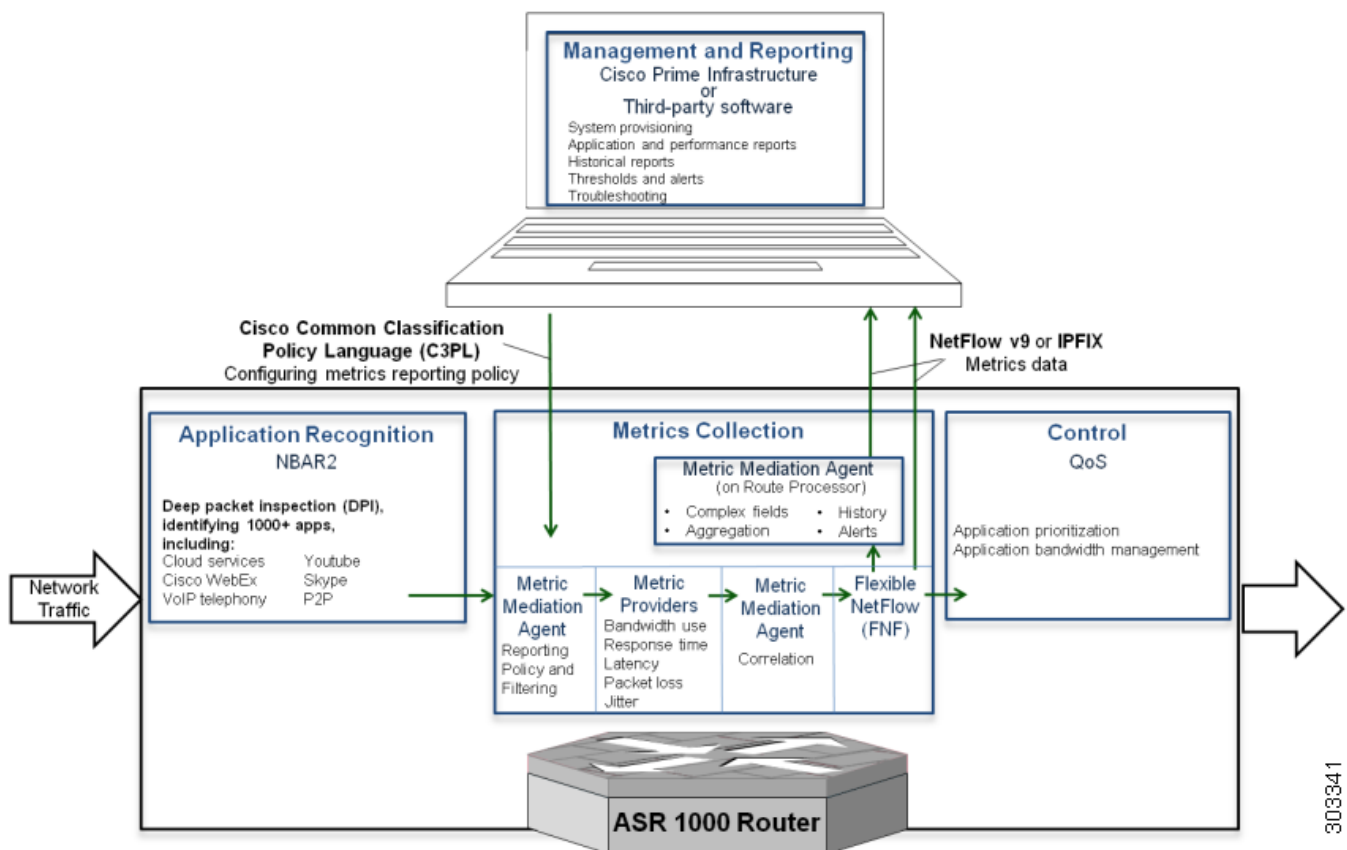 Management and Reporting
Cisco Prime Infrastructure
or
Third-party software
System provisioning
Application and performance reports
Historical reports
Thresholds and alerts
Troubleshooting
Cisco Common Classification
Policy Language (C3PL)
Configuring metrics reporting policy
NetFlow v9 or IPFIX
Metrics data
Network
Traffic
Application Recognition
NBAR2
Deep packet inspection (DPI),
identifying 1000+ apps,
including:
Cloud services Youtube
Cisco WebEx Skype
VoIP telephony P2P
Metrics Collection
Metric Mediation Agent
(on Route Processor)
• Complex fields • History
• Aggregation • Alerts
Metric
Mediation
Agent
Reporting
Policy and
Filtering
Metric
Providers
Bandwidth use
Response time
Latency
Packet loss
Jitter
Metric
Mediation
Agent
Correlation
Flexible
NetFlow
(FNF)
Control
QoS
Application prioritization
Application bandwidth management
ASR 1000 Router
303341